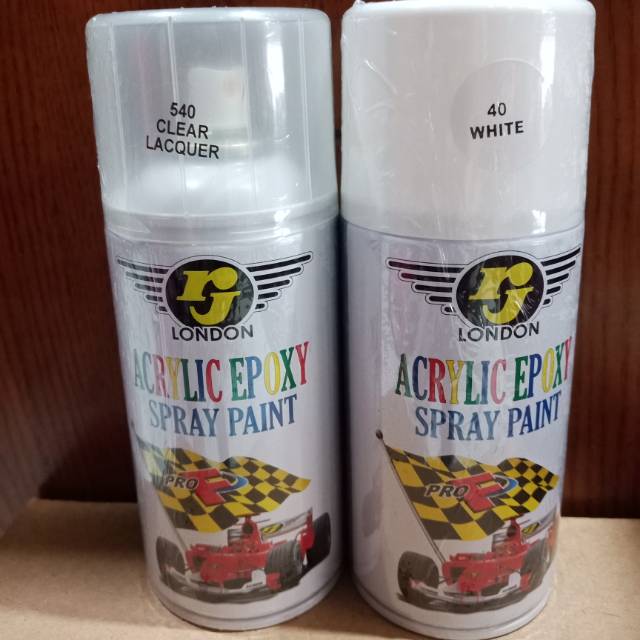 540
CLEAR
LACQUER
rj
LONDON
ACRYLIC EPOXY
SPRAY PAINT
PRO F
40
WHITE
rj
LONDON
ACRYLIC EPOXY
SPRAY PAINT
PRO F